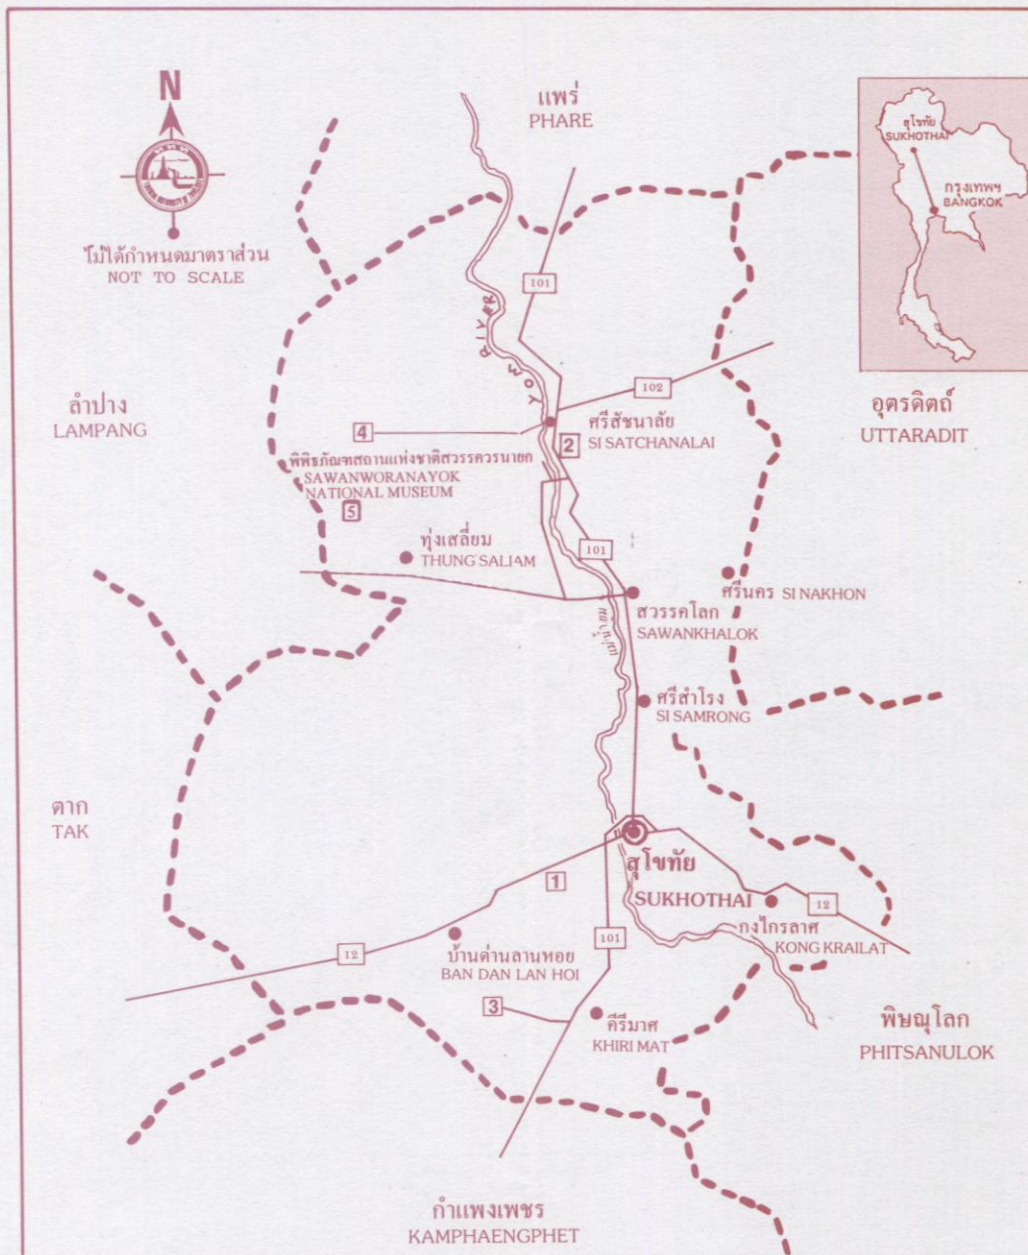 N
ไม่ได้กำหนดมาตราส่วน
NOT TO SCALE
แพร่
PHARE
สุโขทัย
SUKHOTHAI
กรุงเทพฯ
BANGKOK
101
YOM RIVER
102
ลำปาง
LAMPANG
อุตรดิตถ์
UTTARADIT
4
ศรีสัชนาลัย
SI SATCHANALAI
2
พิพิธภัณฑสถานแห่งชาติสวรรควรนายก
SAWANWORANAYOK
NATIONAL MUSEUM
5
ทุ่งเสลี่ยม
THUNG SALIAM
101
ศรีนคร SI NAKHON
สวรรคโลก
SAWANKHALOK
แม่น้ำยม
ศรีสำโรง
SI SAMRONG
ตาก
TAK
สุโขทัย
SUKHOTHAI
1
12
กงไกรลาศ
KONG KRAILAT
101
12
บ้านด่านลานหอย
BAN DAN LAN HOI
3
คีรีมาศ
KHIRI MAT
พิษณุโลก
PHITSANULOK
กำแพงเพชร
KAMPHAENGPHET